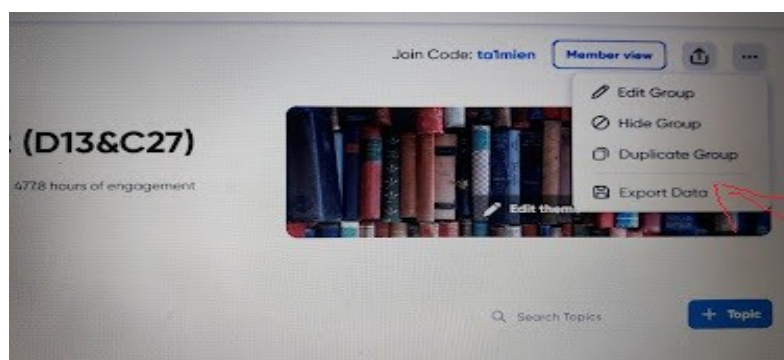 Join Code: ta1mien Member view ...
Edit Group
Hide Group
(D13&C27)
Duplicate Group
477.8 hours of engagement
Export Data
Edit theme
Search Topics
+ Topic